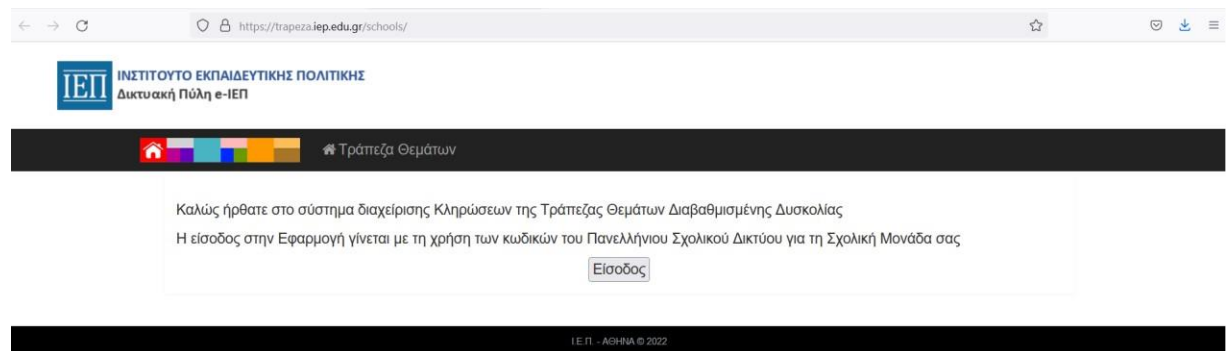 https://trapeza.iep.edu.gr/schools/
ΙΕΠ
ΙΝΣΤΙΤΟΥΤΟ ΕΚΠΑΙΔΕΥΤΙΚΗΣ ΠΟΛΙΤΙΚΗΣ
Δικτυακή Πύλη e-ΙΕΠ
Τράπεζα Θεμάτων
Καλώς ήρθατε στο σύστημα διαχείρισης Κληρώσεων της Τράπεζας Θεμάτων Διαβαθμισμένης Δυσκολίας
Η είσοδος στην Εφαρμογή γίνεται με τη χρήση των κωδικών του Πανελλήνιου Σχολικού Δικτύου για τη Σχολική Μονάδα σας
Είσοδος
Ι.Ε.Π. - ΑΘΗΝΑ © 2022